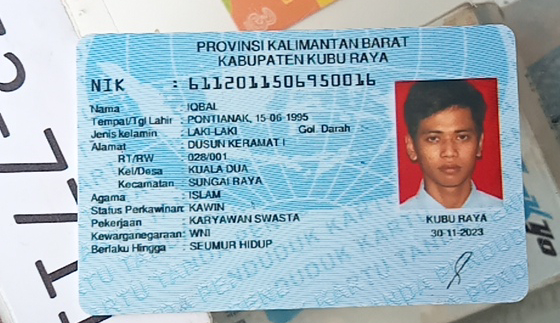 PROVINSI KALIMANTAN BARAT
KABUPATEN KUBU RAYA
NIK : 6112011506950016
Nama : IQBAL
Tempat/Tgl Lahir : PONTIANAK, 15-06-1995
Jenis kelamin : LAKI-LAKI Gol. Darah :
Alamat : DUSUN KERAMAT I
RT/RW : 028/001
Kel/Desa : KUALA DUA
Kecamatan : SUNGAI RAYA
Agama : ISLAM
Status Perkawinan: KAWIN
Pekerjaan : KARYAWAN SWASTA
Kewarganegaraan: WNI
Berlaku Hingga : SEUMUR HIDUP
KUBU RAYA
30-11-2023